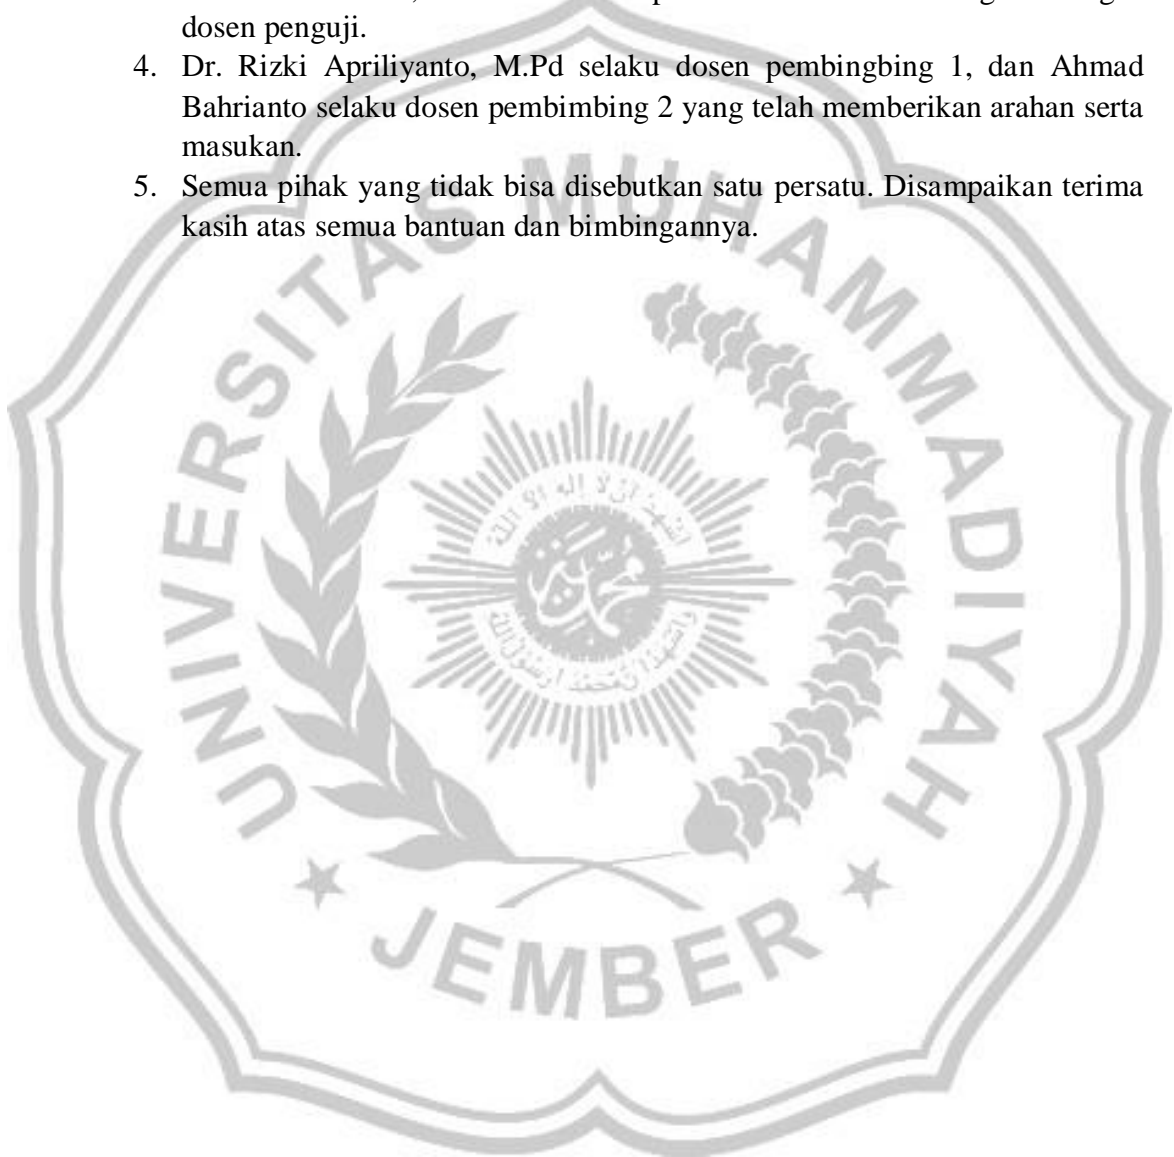 dosen penguji.
4. Dr. Rizki Apriliyanto, M.Pd selaku dosen pembingbing 1, dan Ahmad
Bahrianto selaku dosen pembimbing 2 yang telah memberikan arahan serta
masukan.
5. Semua pihak yang tidak bisa disebutkan satu persatu. Disampaikan terima
kasih atas semua bantuan dan bimbingannya.
UNIVERSITAS MUHAMMADIYAH
JEMBER